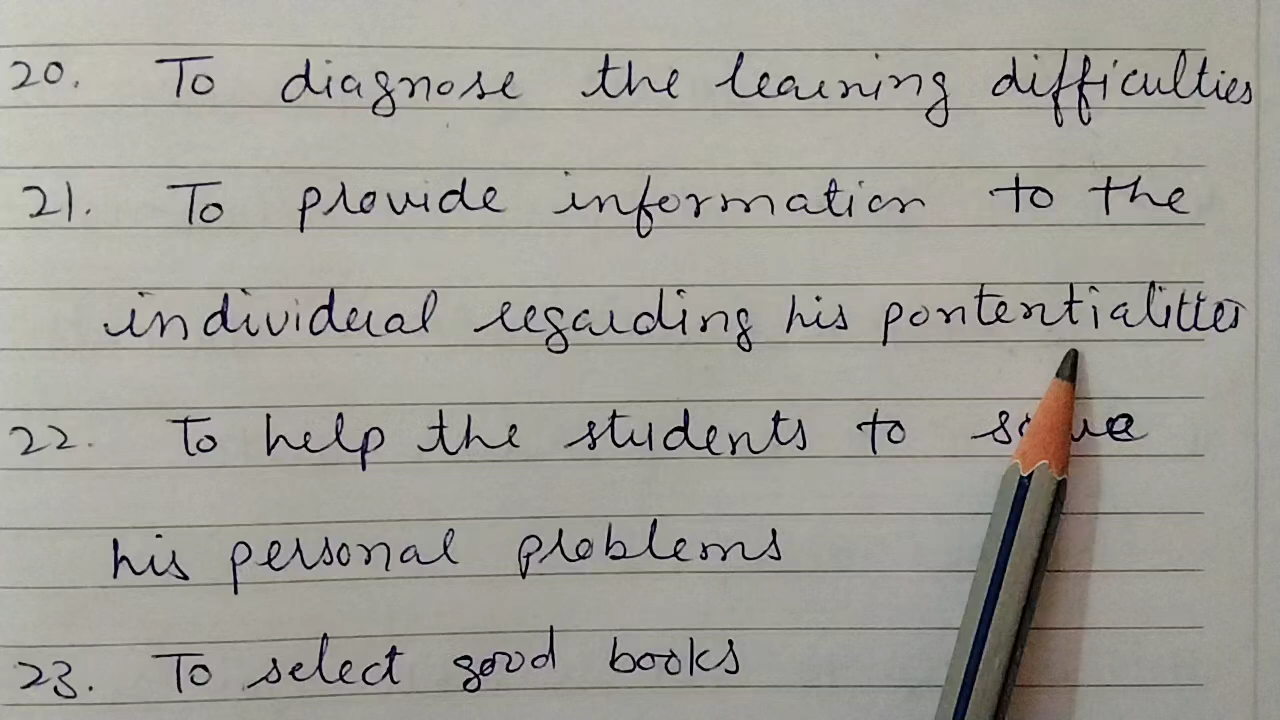 20. To diagnose the learning difficulties
21. To provide information to the
individual regarding his pontentialitties
22. To help the students to
his personal problems
23. To select good books